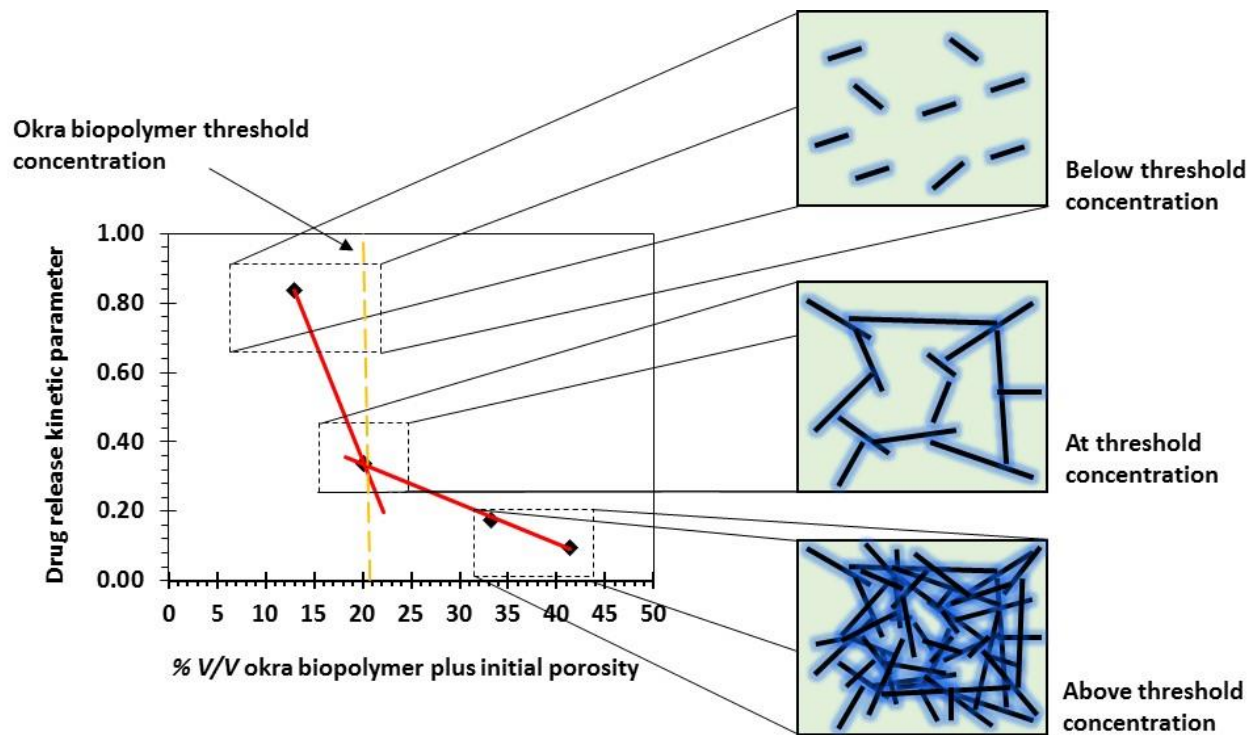 Okra biopolymer threshold
concentration
Drug release kinetic parameter
1.00
0.80
0.60
0.40
0.20
0.00
0 5 10 15 20 25 30 35 40 45 50
% V/V okra biopolymer plus initial porosity
Below threshold
concentration
At threshold
concentration
Above threshold
concentration